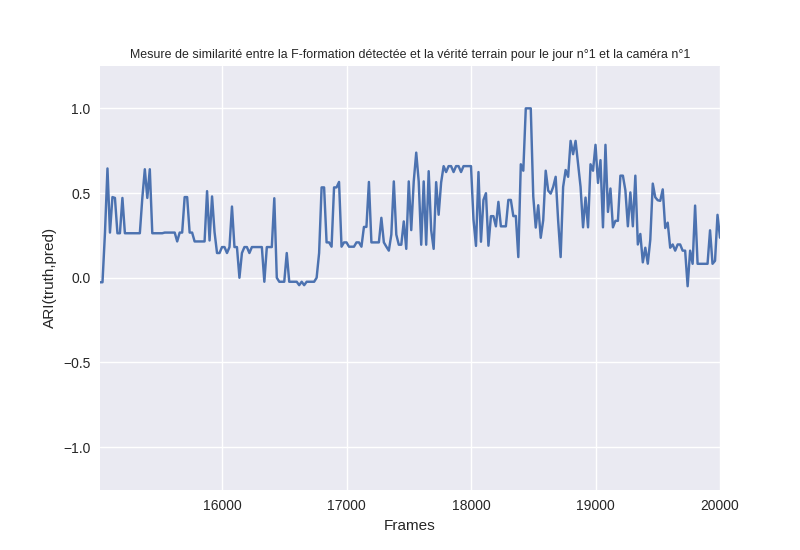 Mesure de similarité entre la F-formation détectée et la vérité terrain pour le jour n°1 et la caméra n°1
1.0
0.5
0.0
−0.5
−1.0
ARI(truth,pred)
16000 17000 18000 19000 20000
Frames